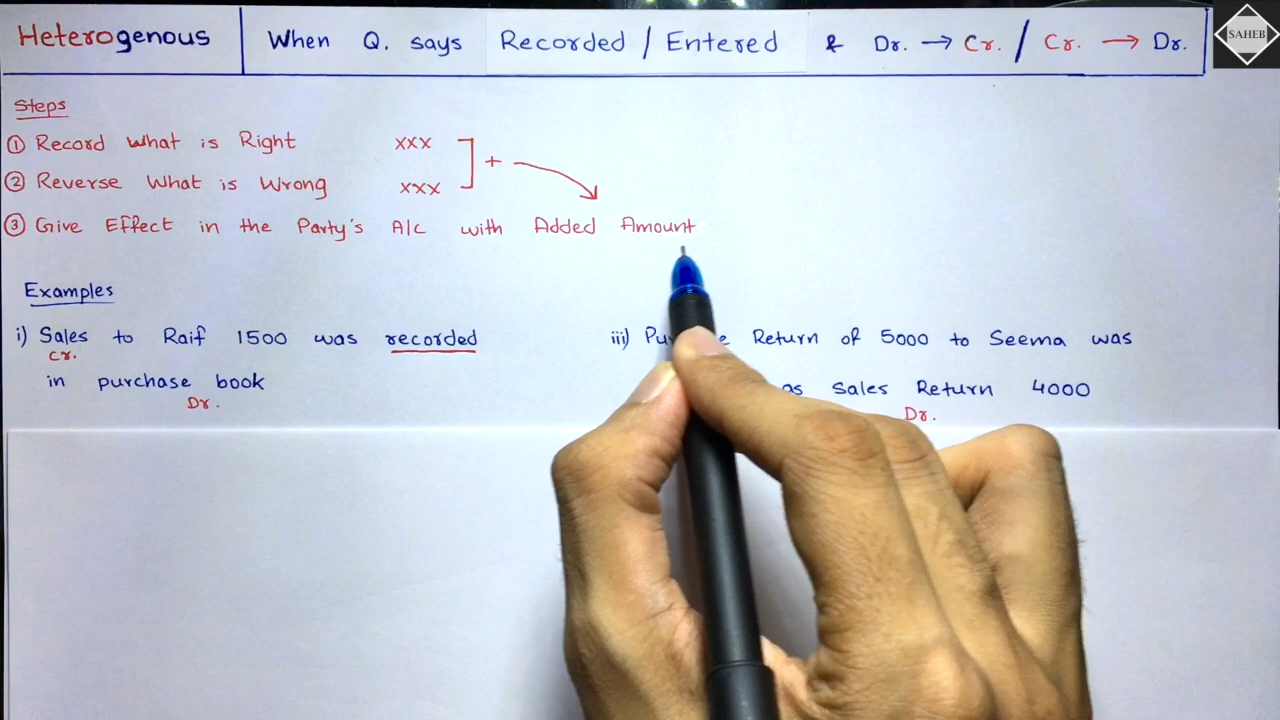 Heterogenous When Q. says Recorded / Entered & Dr. → Cr. / Cr. → Dr.
SAHEB
Steps
① Record What is Right xxx
② Reverse What is Wrong xxx
+
③ Give Effect in the Party's A/c with Added Amount
Examples
i) Sales to Raif 1500 was recorded
Cr.
in purchase book
Dr.
iii) Return of 5000 to Seema was
as Sales Return 4000
Dr.